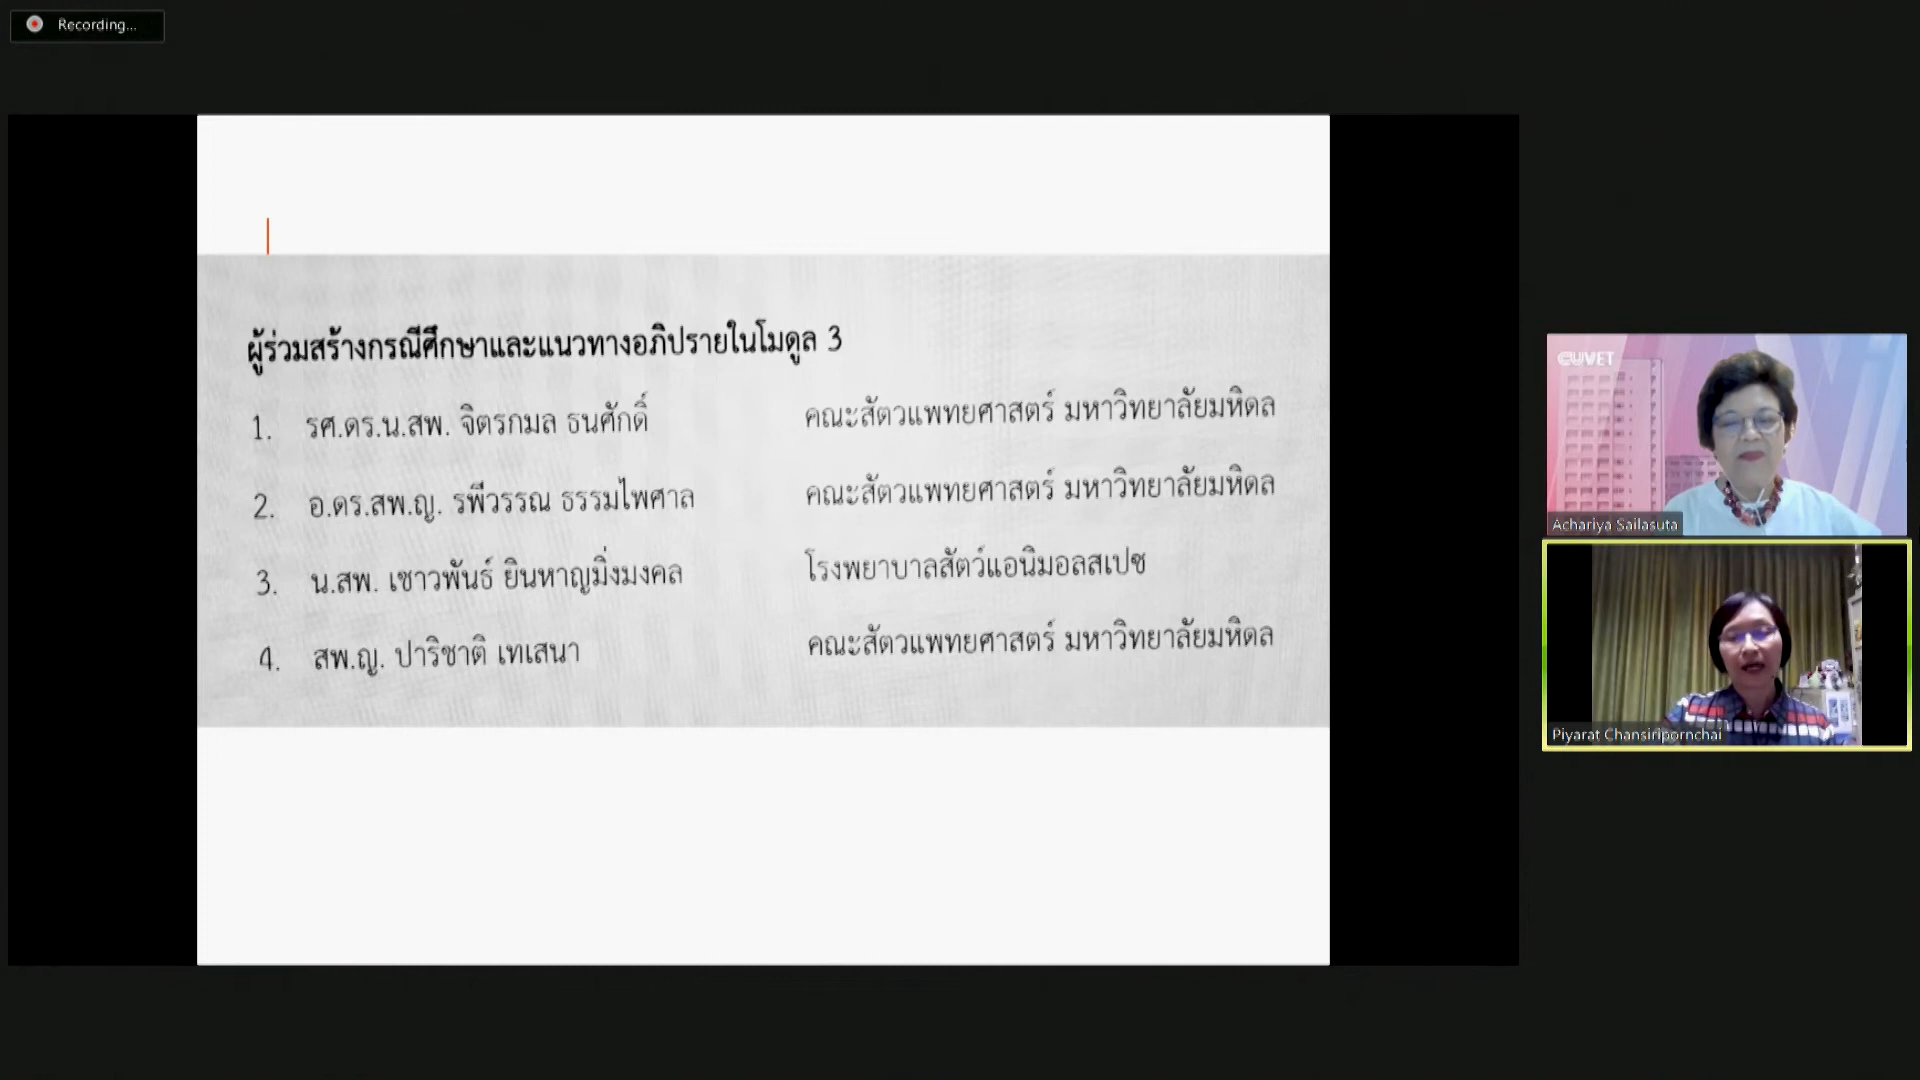 Recording...
ผู้ร่วมสร้างกรณีศึกษาและแนวทางอภิปรายในโมดูล 3
1. รศ.ดร.น.สพ. จิตรกมล ธนศักดิ์ คณะสัตวแพทยศาสตร์ มหาวิทยาลัยมหิดล
2. อ.ดร.สพ.ญ. รพีวรรณ ธรรมไพศาล คณะสัตวแพทยศาสตร์ มหาวิทยาลัยมหิดล
3. น.สพ. เชาวพันธ์ ยินหาญมิ่งมงคล โรงพยาบาลสัตว์แอนิมอลสเปซ
4. สพ.ญ. ปาริชาติ เทเสนา คณะสัตวแพทยศาสตร์ มหาวิทยาลัยมหิดล
CUVET
Achariya Sailasuta
Piyarat Chansiripornchai